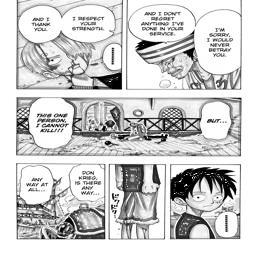 I'M
SORRY,
I WOULD
NEVER
BETRAY
YOU.
AND I DON'T
REGRET
ANYTHING I'VE
DONE IN YOUR
SERVICE.
I RESPECT
YOUR
STRENGTH.
AND I
THANK
YOU.
BUT...
THIS ONE
PERSON,
I CANNOT
KILL!!!
DON
KRIEG,
IS THERE
ANY
WAY...
ANY
WAY AT
ALL...